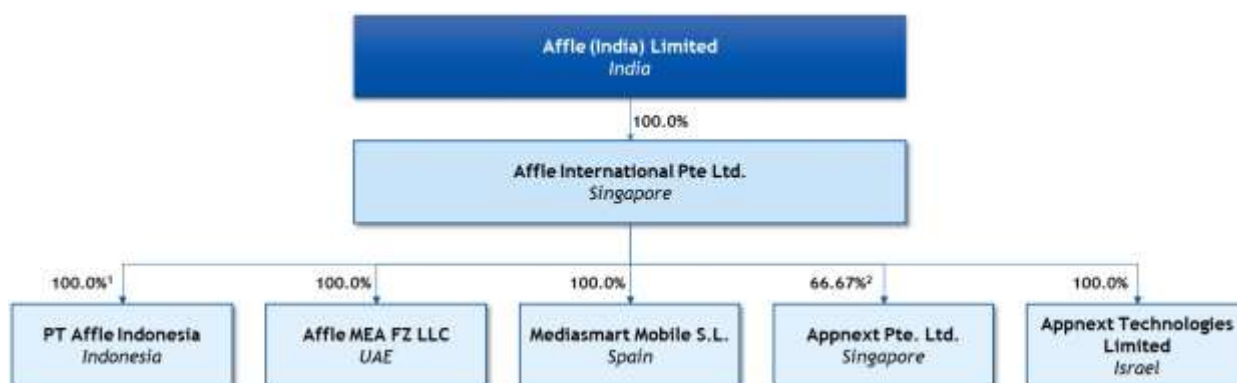 Affle (India) Limited
India
100.0%
Affle International Pte Ltd.
Singapore
100.0%¹
100.0%
100.0%
66.67%²
100.0%
PT Affle Indonesia
Indonesia
Affle MEA FZ LLC
UAE
Mediasmart Mobile S.L.
Spain
Appnext Pte. Ltd.
Singapore
Appnext Technologies
Limited
Israel